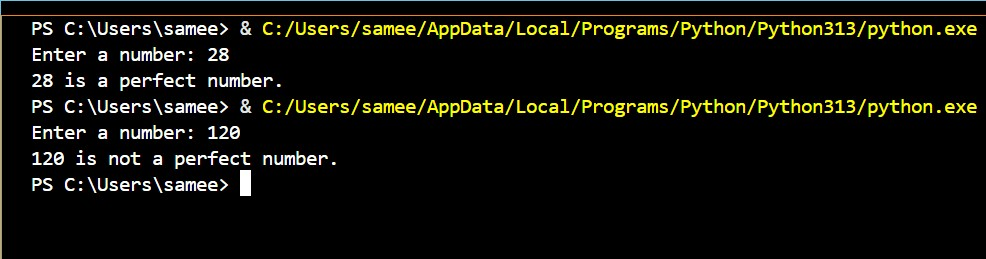 PS C:\Users\samee> & C:/Users/samee/AppData/Local/Programs/Python/Python313/python.exe
Enter a number: 28
28 is a perfect number.
PS C:\Users\samee> & C:/Users/samee/AppData/Local/Programs/Python/Python313/python.exe
Enter a number: 120
120 is not a perfect number.
PS C:\Users\samee>